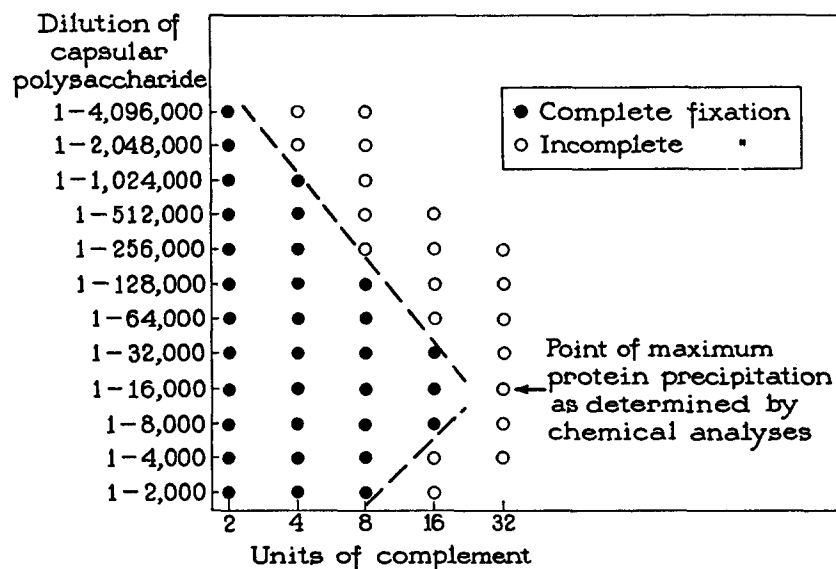 Dilution of
capsular
polysaccharide
1-4,096,000
1-2,048,000
1-1,024,000
1-512,000
1-256,000
1-128,000
1-64,000
1-32,000
1-16,000
1-8,000
1-4,000
1-2,000
2 4 8 16 32
Units of complement
Complete fixation
Incomplete "
Point of maximum
protein precipitation
as determined by
chemical analyses